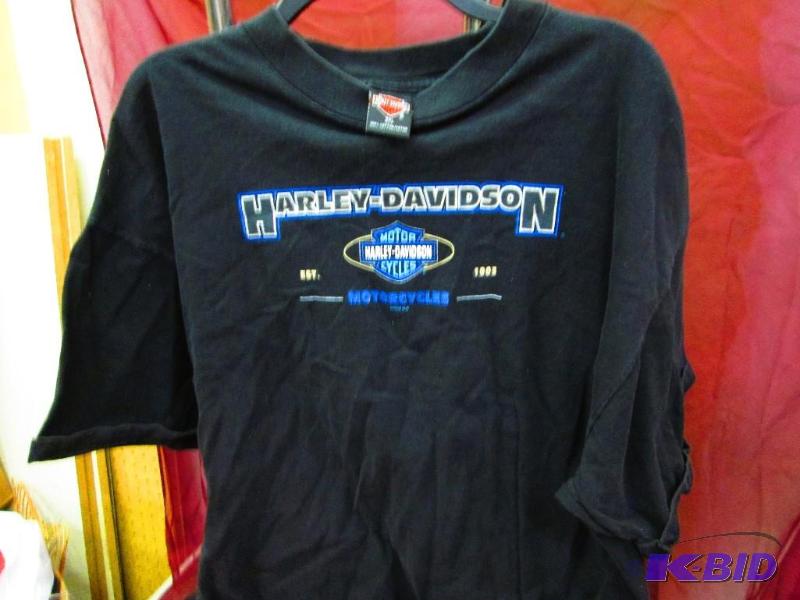 HARLEY-DAVIDSON
MOTOR
HARLEY-DAVIDSON
CYCLES
EST. 1903
MOTORCYCLES
K-BID